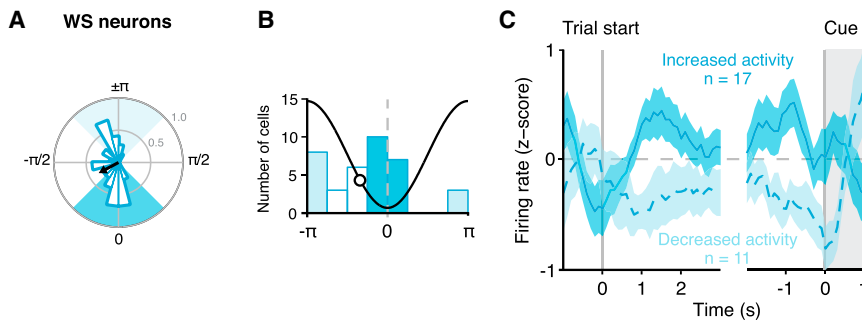 A
WS neurons
±π
1.0
0.5
-π/2
π/2
0
B
Number of cells
15
10
5
0
-π
0
π
C
Trial start
Cue
Increased activity
n = 17
Firing rate (z−score)
1
0
-1
Decreased activity
n = 11
0
1
2
-1
0
1
Time (s)